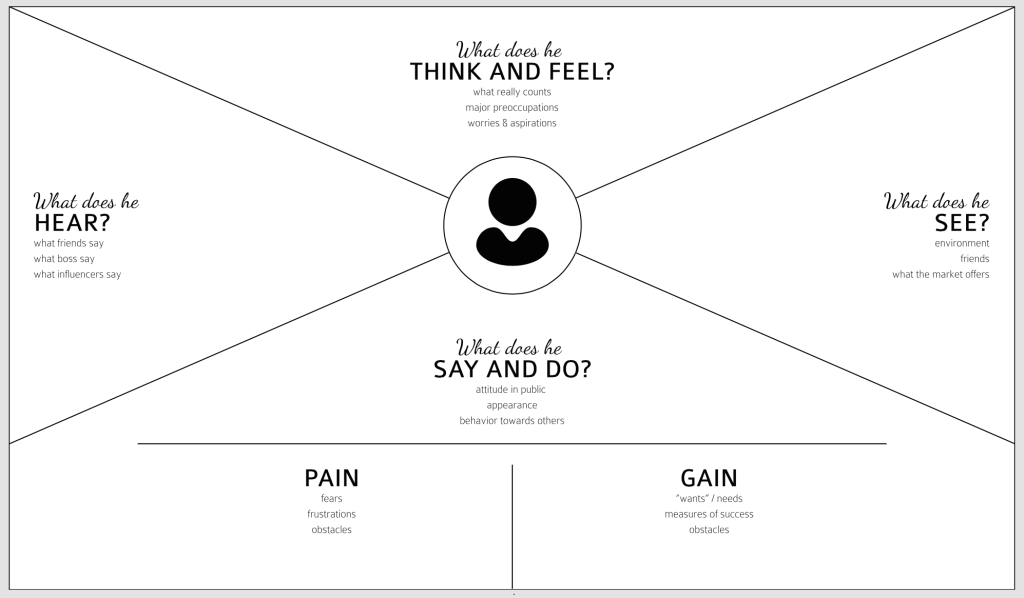 What does he
THINK AND FEEL?
what really counts
major preoccupations
worries & aspirations
What does he
HEAR?
what friends say
what boss say
what influencers say
What does he
SEE?
environment
friends
what the market offers
What does he
SAY AND DO?
attitude in public
appearance
behavior towards others
PAIN
fears
frustrations
obstacles
GAIN
"wants" / needs
measures of success
obstacles